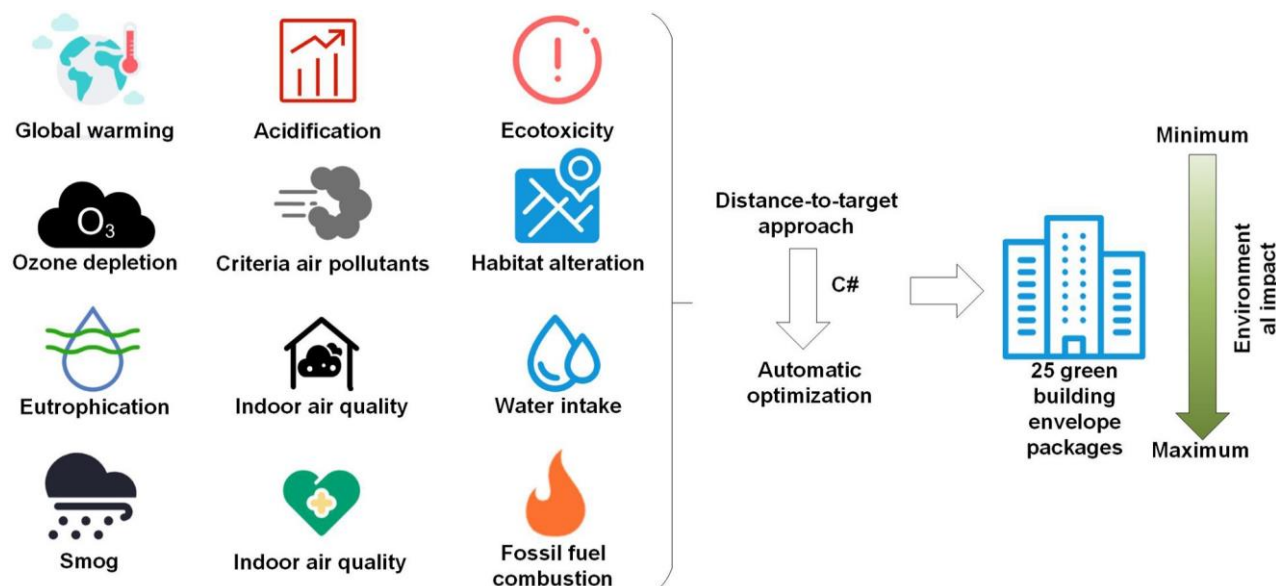 Global warming
Acidification
Ecotoxicity
O3
Ozone depletion
Criteria air pollutants
Habitat alteration
Eutrophication
Indoor air quality
Water intake
Smog
Indoor air quality
Fossil fuel
combustion
Distance-to-target
approach
C#
Automatic
optimization
25 green
building
envelope
packages
Minimum
Environment
al impact
Maximum